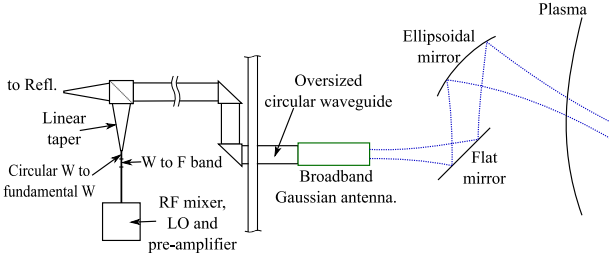 Plasma
Ellipsoidal
mirror
to Refl.
Oversized
circular waveguide
Linear
taper
Circular W to
fundamental W
W to F band
Flat
mirror
Broadband
Gaussian antenna.
RF mixer,
LO and
pre-amplifier